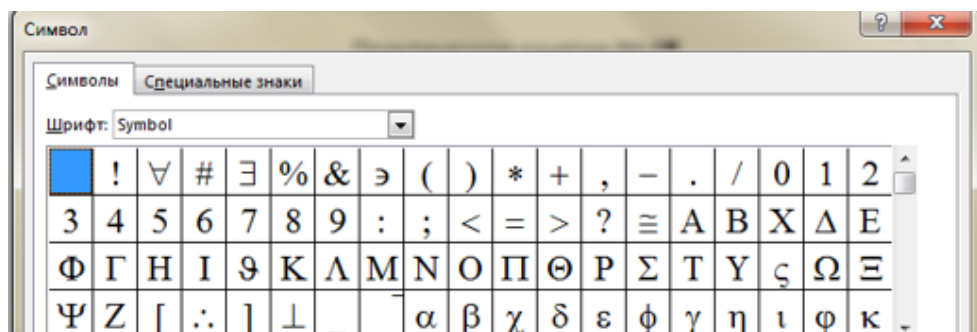 Символ
Символы Специальные знаки
Шрифт: Symbol
! ∀ # ∃ % & ∍ ( ) ∗ + , − . / 0 1 2
3 4 5 6 7 8 9 : ; < = > ? ≅ Α Β Χ Δ Ε
Φ Γ Η Ι ϑ Κ Λ Μ Ν Ο Π Θ Ρ Σ Τ Υ ς Ω Ξ
Ψ Ζ [ ∴ ] ⊥ _ ‾ α β χ δ ε φ γ η ι ϕ κ